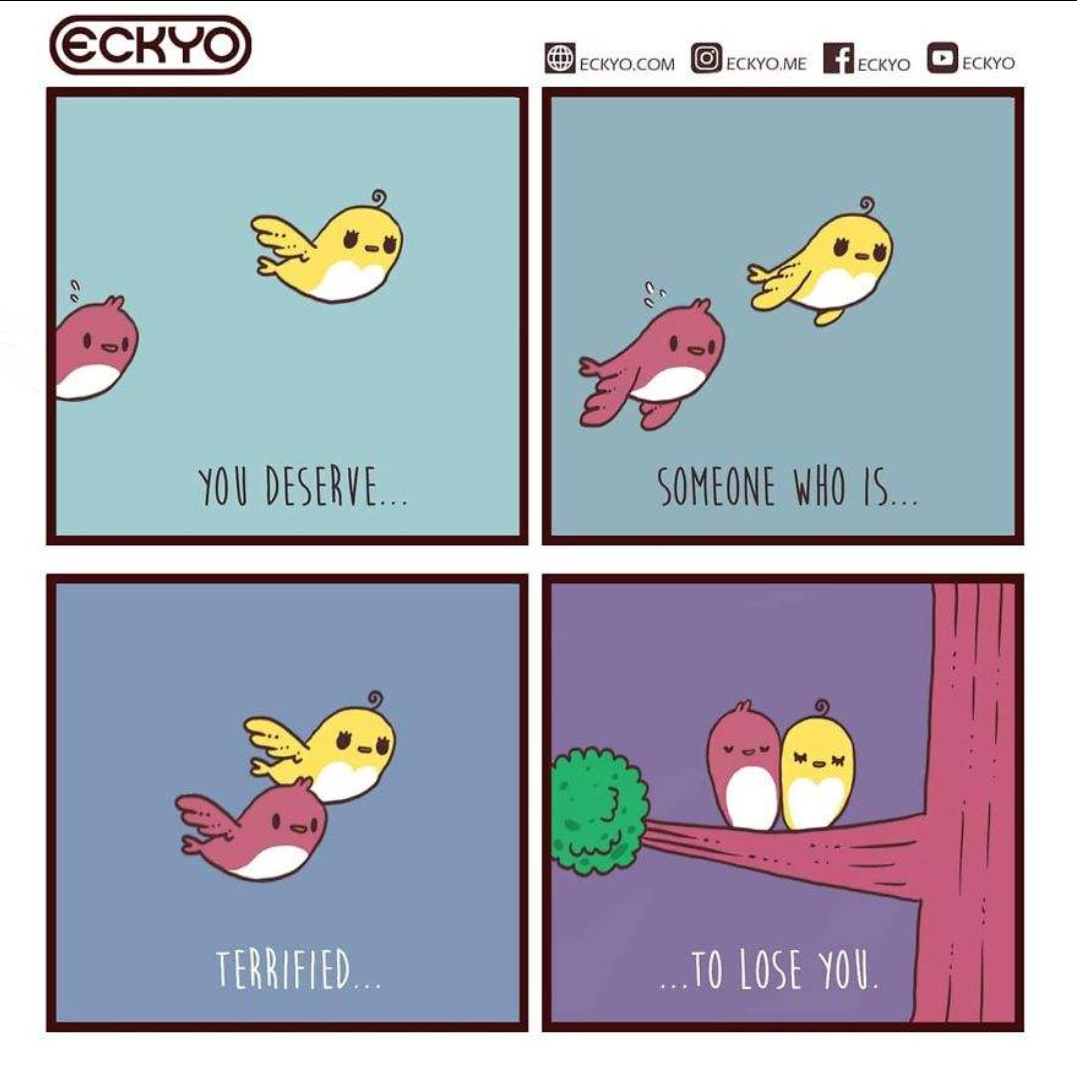 ECKYO
ECKYO.COM ECKYO.ME ECKYO ECKYO
YOU DESERVE...
SOMEONE WHO IS...
TERRIFIED...
...TO LOSE YOU.